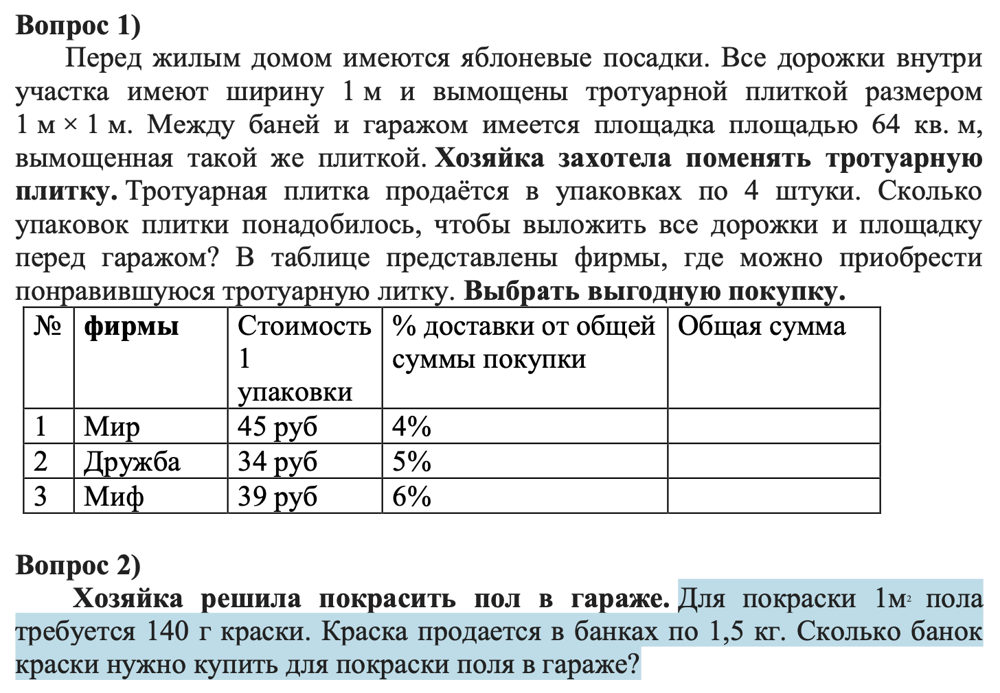 Вопрос 1)
Перед жилым домом имеются яблоневые посадки. Все дорожки внутри
участка имеют ширину 1 м и вымощены тротуарной плиткой размером
1 м × 1 м. Между баней и гаражом имеется площадка площадью 64 кв. м,
вымощенная такой же плиткой. Хозяйка захотела поменять тротуарную
плитку. Тротуарная плитка продаётся в упаковках по 4 штуки. Сколько
упаковок плитки понадобилось, чтобы выложить все дорожки и площадку
перед гаражом? В таблице представлены фирмы, где можно приобрести
понравившуюся тротуарную литку. Выбрать выгодную покупку.
№ фирмы Стоимость % доставки от общей Общая сумма
1 суммы покупки
упаковки
1 Мир 45 руб 4%
2 Дружба 34 руб 5%
3 Миф 39 руб 6%
Вопрос 2)
Хозяйка решила покрасить пол в гараже. Для покраски 1м² пола
требуется 140 г краски. Краска продается в банках по 1,5 кг. Сколько банок
краски нужно купить для покраски поля в гараже?